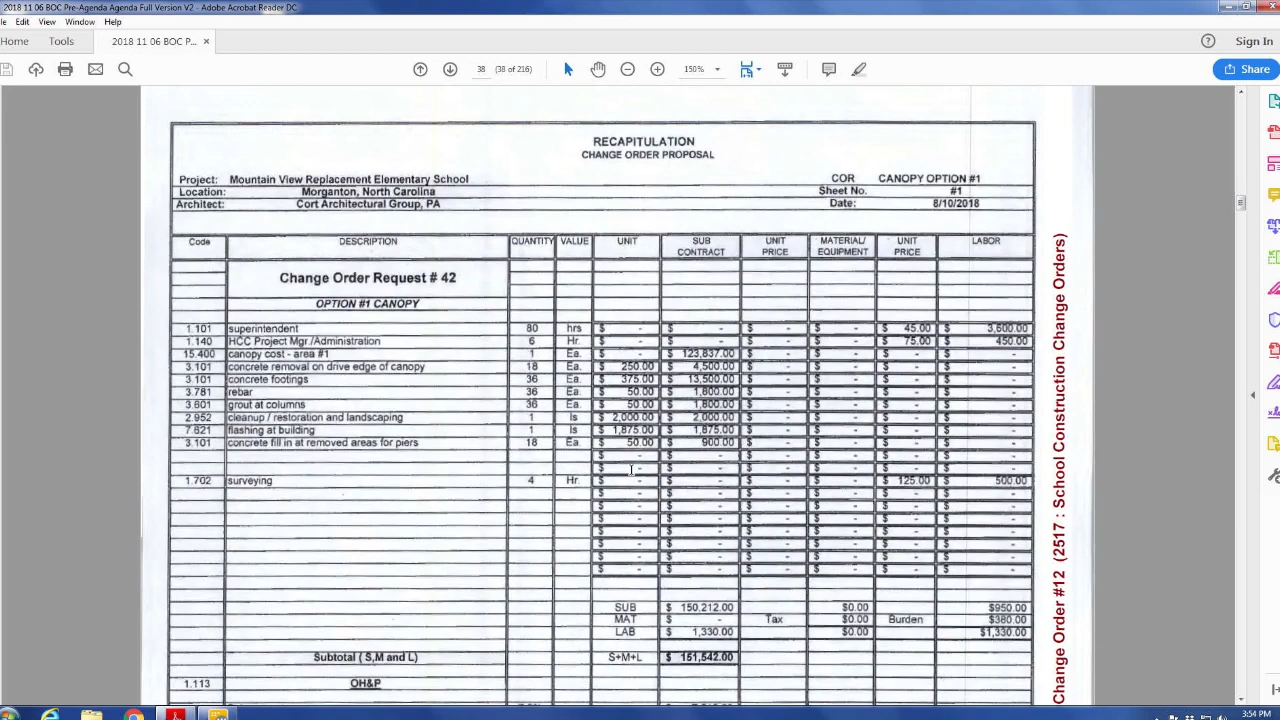 2018 11 06 BOC Pre-Agenda Agenda Full Version V2 - Adobe Acrobat Reader DC
Edit View Window Help
Home Tools 2018 11 06 BOC P... × Sign In
38 (38 of 216) 150% Share
RECAPITULATION
CHANGE ORDER PROPOSAL
Project: Mountain View Replacement Elementary School COR CANOPY OPTION #1
Location: Morganton, North Carolina Sheet No. #1
Architect: Cort Architectural Group, PA Date: 8/10/2018
Code DESCRIPTION QUANTITY VALUE UNIT SUB CONTRACT UNIT PRICE MATERIAL/ EQUIPMENT UNIT PRICE LABOR
Change Order Request # 42
OPTION #1 CANOPY
1.101 superintendent 80 hrs $ - $ - $ - $ - $ 45.00 $ 3,600.00
1.140 HCC Project Mgr./Administration 6 Hr. $ - $ - $ - $ - $ 75.00 $ 450.00
15.400 canopy cost - area #1 1 Ea. $ - $ 123,837.00 $ - $ - $ - $ -
3.101 concrete removal on drive edge of canopy 18 Ea. $ 250.00 $ 4,500.00 $ - $ - $ - $ -
3.101 concrete footings 36 Ea. $ 375.00 $ 13,500.00 $ - $ - $ - $ -
3.781 rebar 36 Ea. $ 50.00 $ 1,800.00 $ - $ - $ - $ -
3.601 grout at columns 36 Ea. $ 50.00 $ 1,800.00 $ - $ - $ - $ -
2.952 cleanup / restoration and landscaping 1 ls $ 2,000.00 $ 2,000.00 $ - $ - $ - $ -
7.621 flashing at building 1 ls $ 1,875.00 $ 1,875.00 $ - $ - $ - $ -
3.101 concrete fill in at removed areas for piers 18 Ea. $ 50.00 $ 900.00 $ - $ - $ - $ -
$ - $ - $ - $ - $ - $ -
$ - $ - $ - $ - $ - $ -
1.702 surveying 4 Hr. $ - $ - $ - $ - $ 125.00 $ 500.00
$ - $ - $ - $ - $ - $ -
$ - $ - $ - $ - $ - $ -
$ - $ - $ - $ - $ - $ -
$ - $ - $ - $ - $ - $ -
$ - $ - $ - $ - $ - $ -
$ - $ - $ - $ - $ - $ -
$ - $ - $ - $ - $ - $ -
SUB $ 150,212.00 $0.00 $950.00
MAT $ - Tax $0.00 Burden $380.00
LAB $ 1,330.00 $0.00 $1,330.00
Subtotal ( S,M and L) S+M+L $ 151,542.00
1.113 OH&P
Change Order #12 (2517 : School Construction Change Orders)
3:54 PM